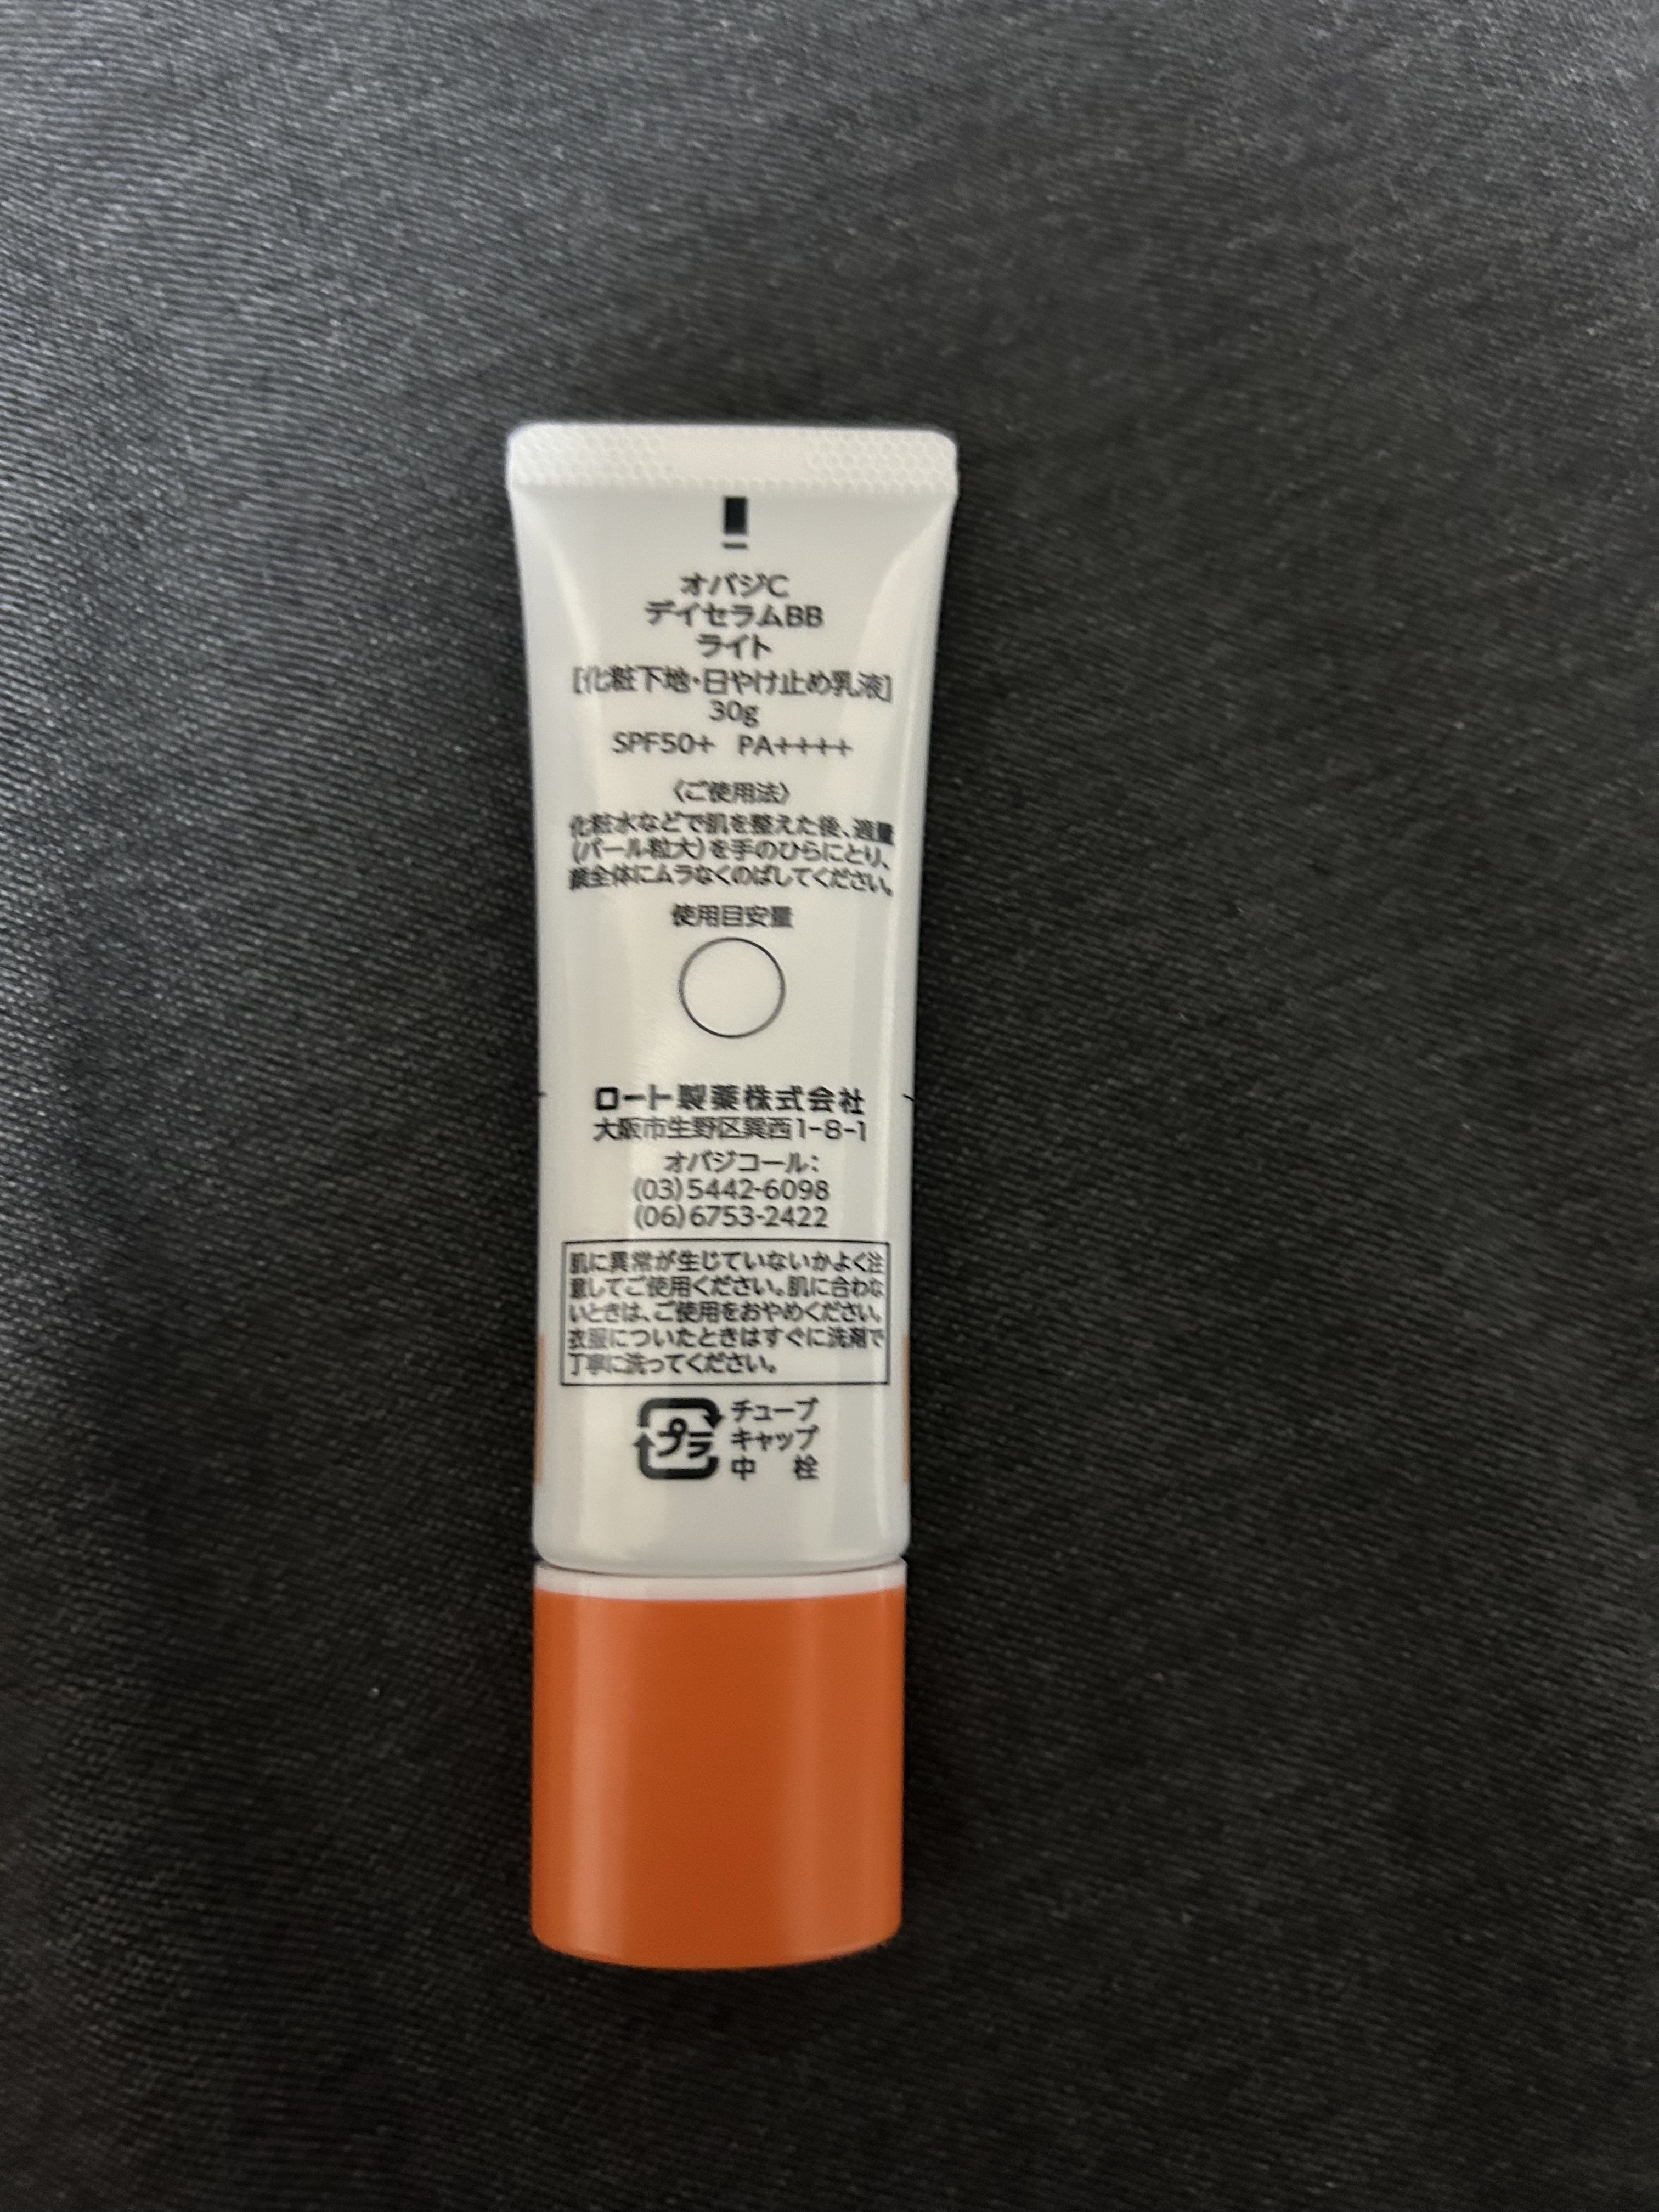 オバジC
デイセラムBB
ライト
[化粧下地・日やけ止め乳液]
30g
SPF50+ PA++++
〈ご使用法〉
化粧水などで肌を整えた後、適量
(パール粒大)を手のひらにとり、
顔全体にムラなくのばしてください。
使用目安量
ロート製薬株式会社
大阪市生野区巽西1-8-1
オバジコール:
(03)5442-6098
(06)6753-2422
肌に異常が生じていないかよく注
意してご使用ください。肌に合わな
いときは、ご使用をおやめください。
衣服についたときはすぐに洗剤で
丁寧に洗ってください。
プラ チューブ
キャップ
中 栓